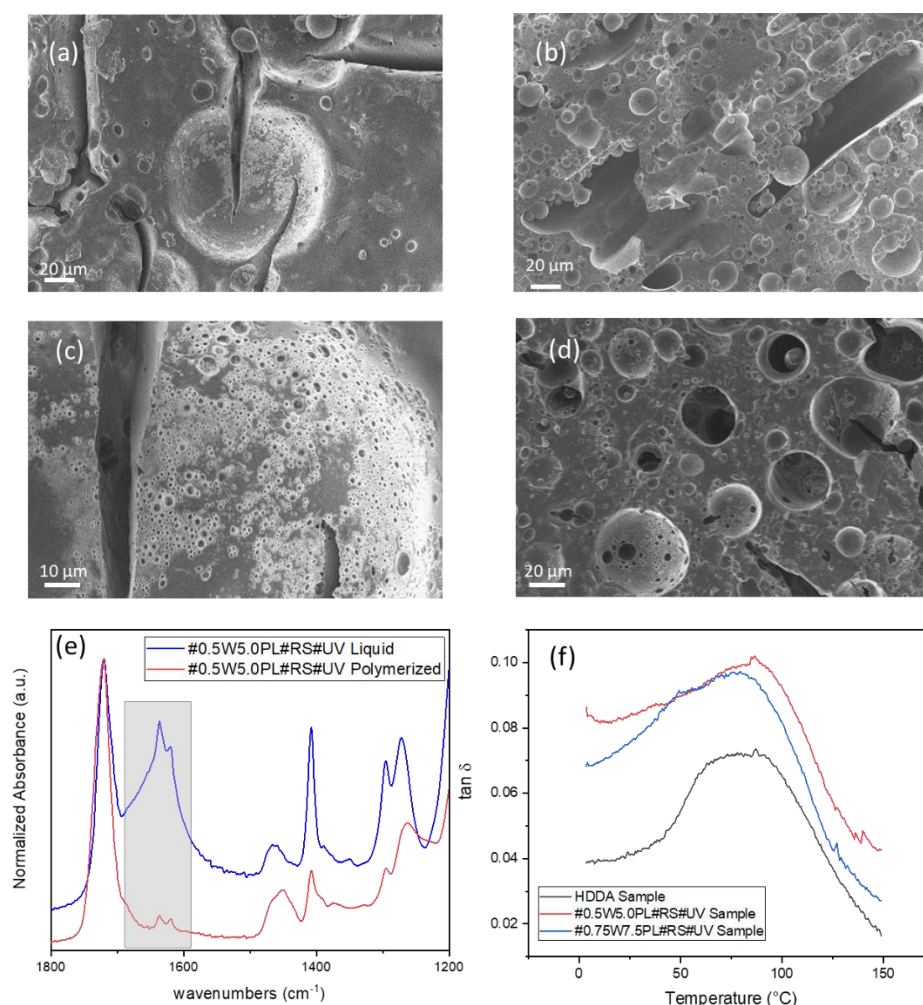 (a)
20 μm
(b)
20 μm
(c)
10 μm
(d)
20 μm
(e)
#0.5W5.0PL#RS#UV Liquid
#0.5W5.0PL#RS#UV Polymerized
Normalized Absorbance (a.u.)
1800
1600
1400
1200
wavenumbers (cm⁻¹)
(f)
tan δ
0.10
0.08
0.06
0.04
0.02
HDDA Sample
#0.5W5.0PL#RS#UV Sample
#0.75W7.5PL#RS#UV Sample
0
50
100
150
Temperature (°C)